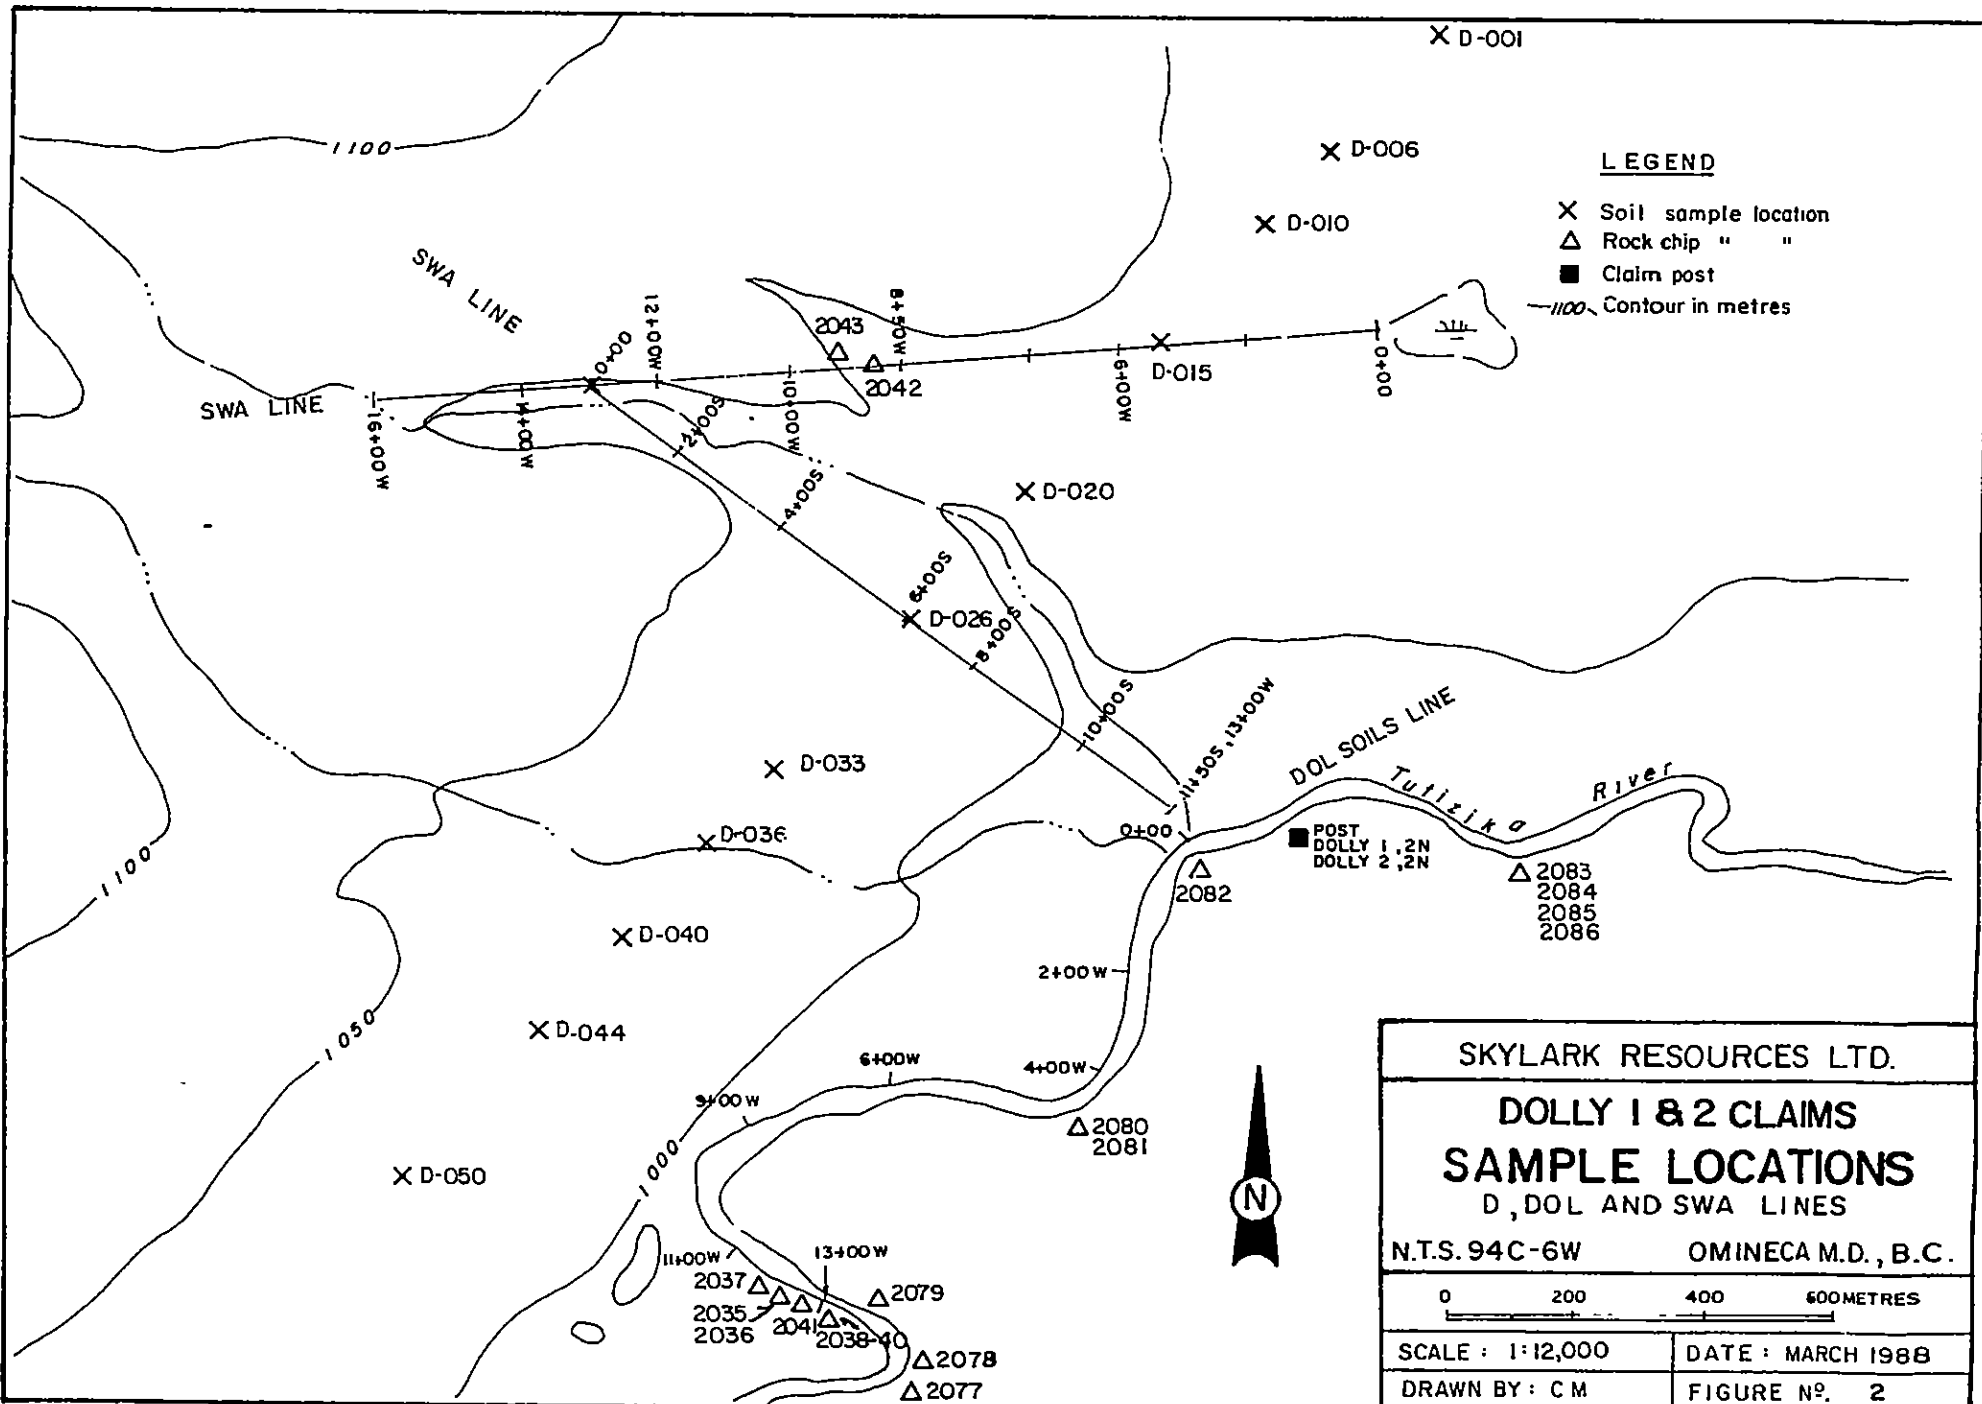 D-001
1100
D-006
D-010
LEGEND
Soil sample location
Rock chip " "
Claim post
1100 Contour in metres
SWA LINE
12+00W
8+50W
2043
0+00
2042
D-015
6+00W
0+00
SWA LINE
16+00W
14+00W
10+00W
2+00S
4+00S
D-020
6+00S
D-026
8+00S
10+00S
11+50S, 13+00W
DOL SOILS LINE
Tutizika River
D-033
D-036
0+00
POST
DOLLY 1, 2N
DOLLY 2, 2N
2082
2083
2084
2085
2086
1100
D-040
2+00W
1050
D-044
6+00W
4+00W
9+00W
2080
2081
1000
D-050
N
11+00W
13+00W
2037
2035
2036
2041
2038-40
2079
2078
2077
SKYLARK RESOURCES LTD.
DOLLY 1 & 2 CLAIMS
SAMPLE LOCATIONS
D, DOL AND SWA LINES
N.T.S. 94C-6W OMINECA M.D., B.C.
0 200 400 600 METRES
SCALE : 1:12,000 DATE : MARCH 1988
DRAWN BY : C M FIGURE Nº. 2